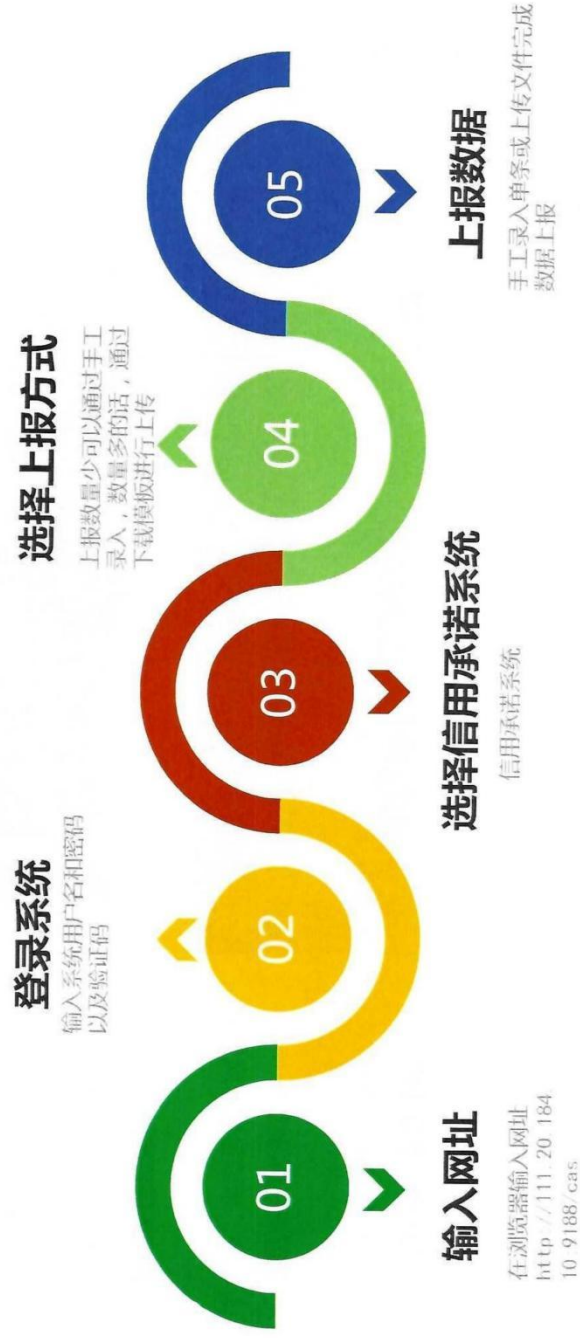 01
输入网址
在浏览器输入网址
http://111.20.184.
10.9188/cas
02
登录系统
输入系统用户名和密码
以及验证码
03
选择信用承诺系统
信用承诺系统
04
选择上报方式
上报数量少可以通过手工
录入，数量多的话，通过
下载模板进行上传
05
上报数据
手工录入单条或上传文件完成
数据上报